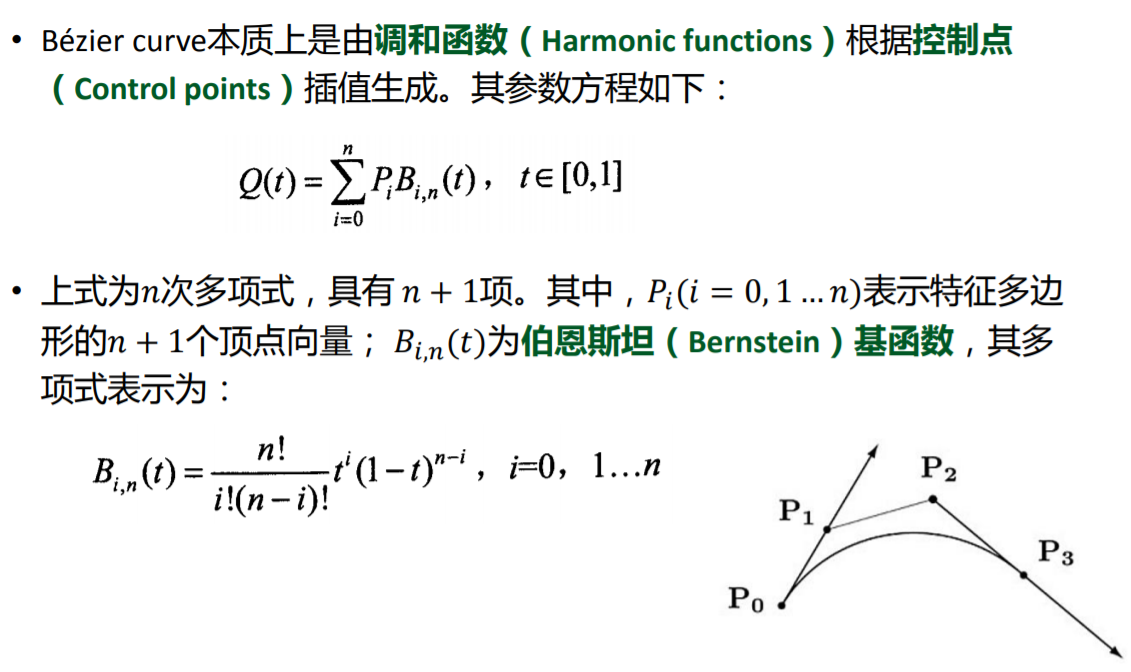 • Bézier curve本质上是由调和函数（Harmonic functions）根据控制点
（Control points）插值生成。其参数方程如下：
Q(t) = \sum_{i=0}^{n} P_i B_{i,n}(t), t∈[0,1]
• 上式为n次多项式，具有 n + 1项。其中，P_i(i = 0, 1 … n)表示特征多边
形的n + 1个顶点向量；B_{i,n}(t)为伯恩斯坦（Bernstein）基函数，其多
项式表示为：
B_{i,n}(t) = \frac{n!}{i!(n-i)!} t^i (1-t)^{n-i}, i=0, 1…n
P_2
P_1
P_3
P_0